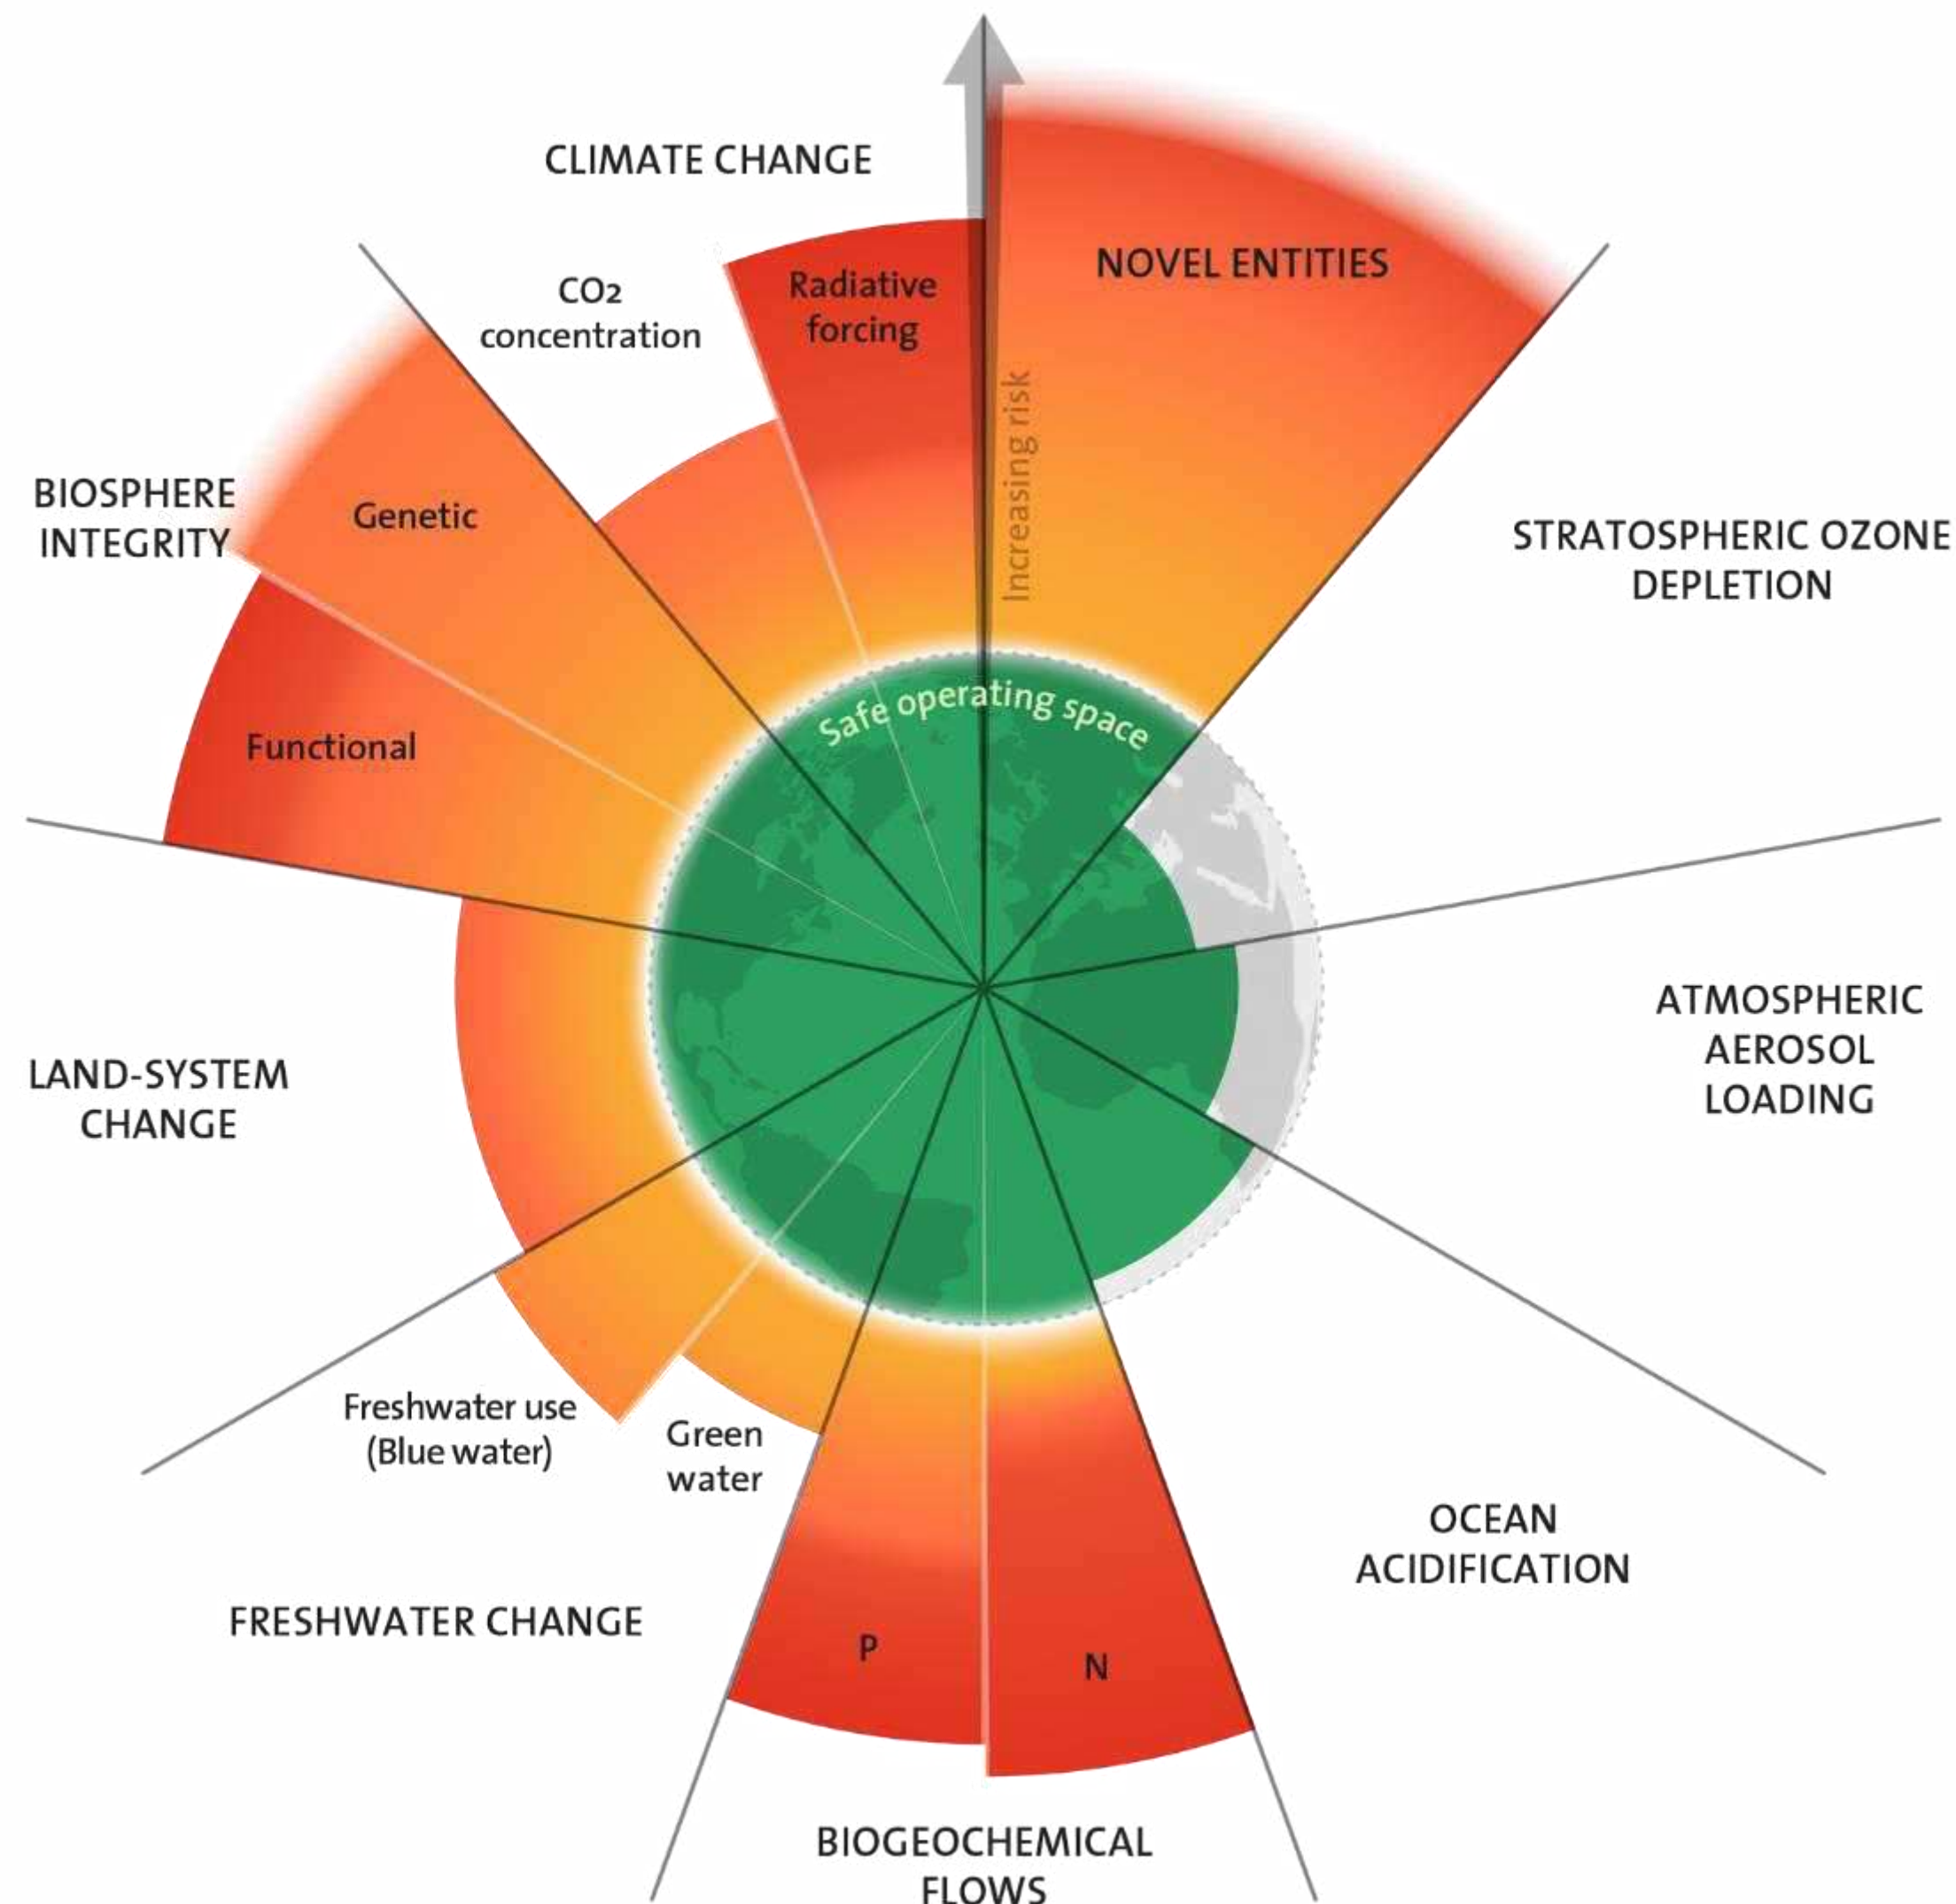 CLIMATE CHANGE
CO2
concentration
Radiative
forcing
NOVEL ENTITIES
Increasing risk
BIOSPHERE
INTEGRITY
Genetic
Functional
STRATOSPHERIC OZONE
DEPLETION
Safe operating space
ATMOSPHERIC
AEROSOL
LOADING
LAND-SYSTEM
CHANGE
Freshwater use
(Blue water)
Green
water
FRESHWATER CHANGE
P
N
OCEAN
ACIDIFICATION
BIOGEOCHEMICAL
FLOWS